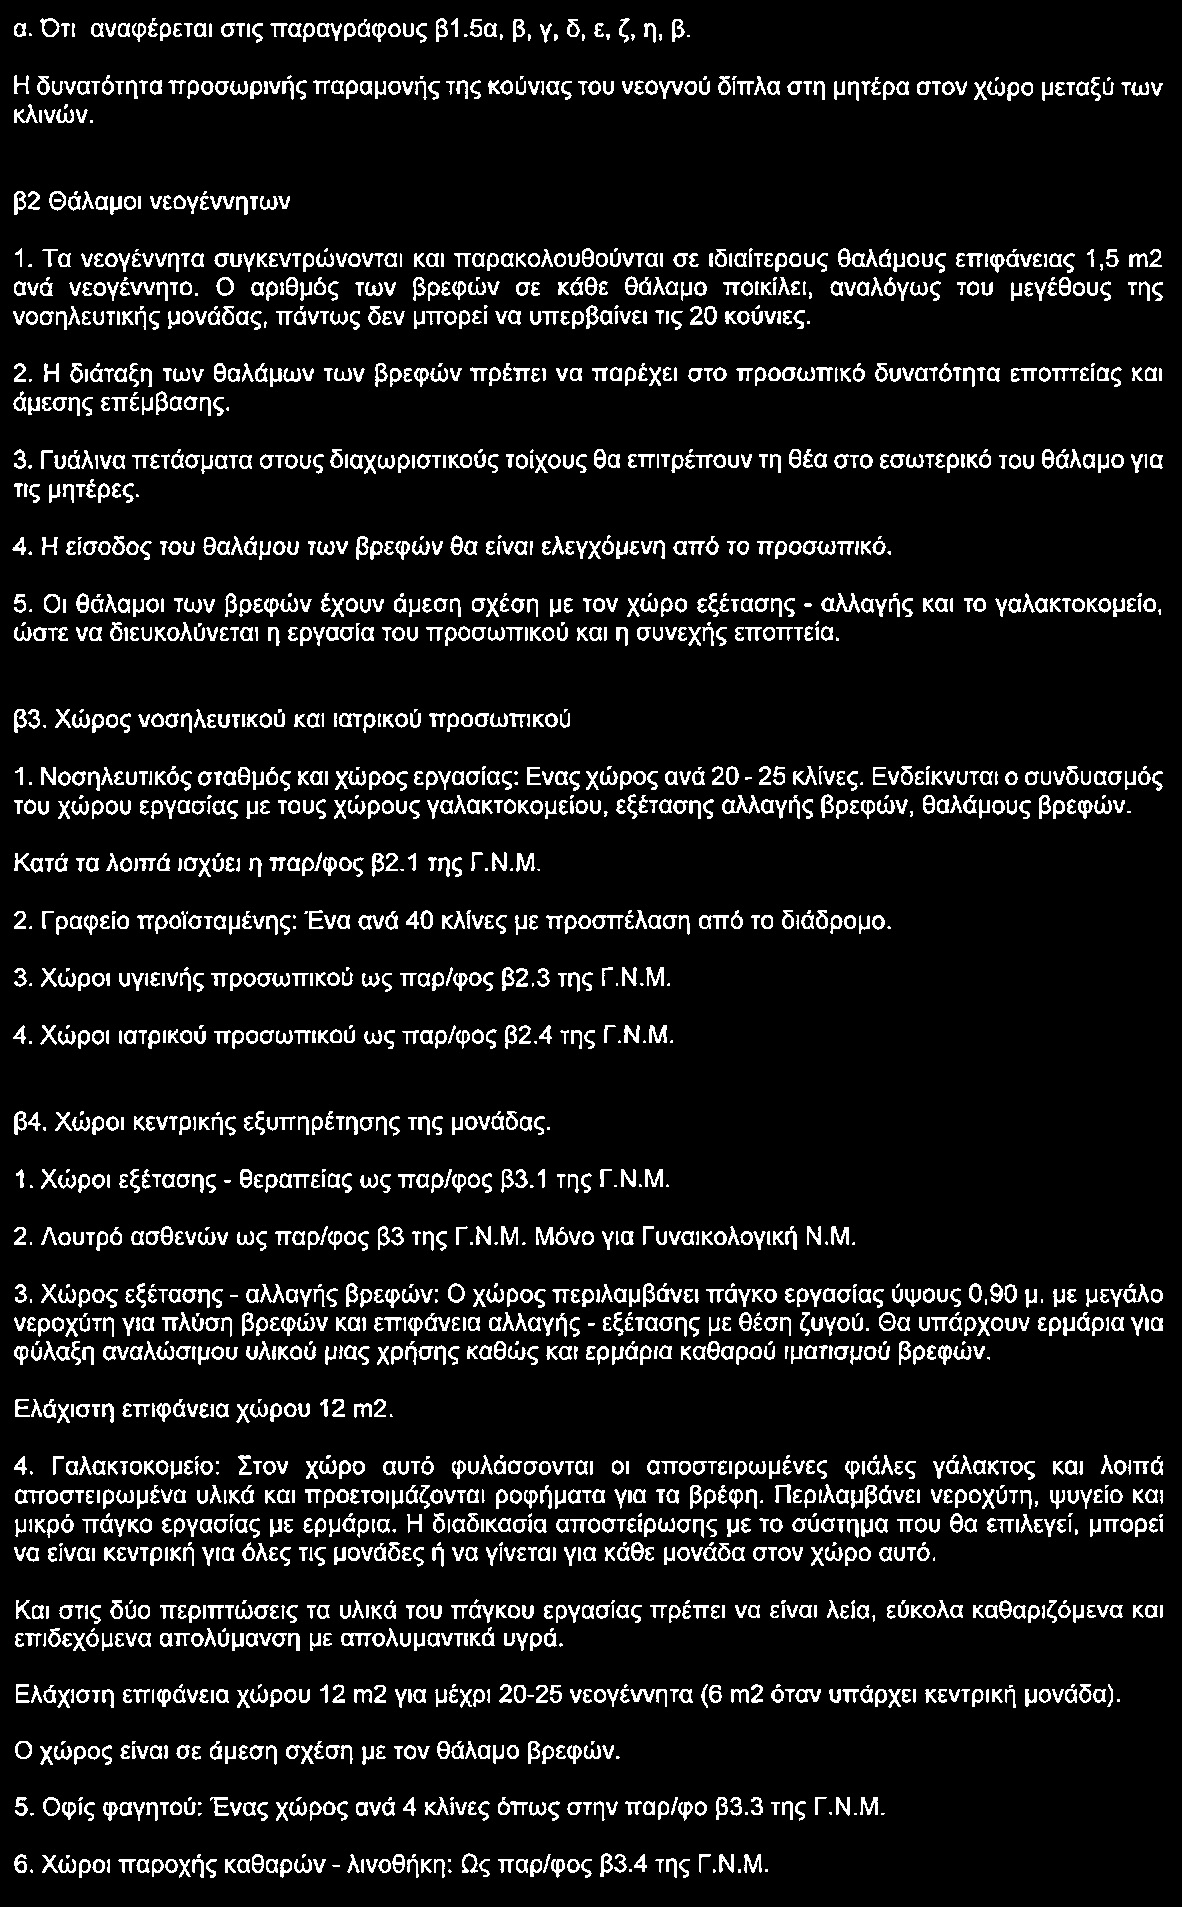 α. Ότι αναφέρεται στις παραγράφους β1.5α, β, γ, δ, ε, ζ, η, β.
Η δυνατότητα προσωρινής παραμονής της κούνιας του νεογνού δίπλα στη μητέρα στον χώρο μεταξύ των
κλινών.
β2 Θάλαμοι νεογέννητων
1. Τα νεογέννητα συγκεντρώνονται και παρακολουθούνται σε ιδιαίτερους θαλάμους επιφάνειας 1,5 m2
ανά νεογέννητο. Ο αριθμός των βρεφών σε κάθε θάλαμο ποικίλει, αναλόγως του μεγέθους της
νοσηλευτικής μονάδας, πάντως δεν μπορεί να υπερβαίνει τις 20 κούνιες.
2. Η διάταξη των θαλάμων των βρεφών πρέπει να παρέχει στο προσωπικό δυνατότητα εποπτείας και
άμεσης επέμβασης.
3. Γυάλινα πετάσματα στους διαχωριστικούς τοίχους θα επιτρέπουν τη θέα στο εσωτερικό του θάλαμο για
τις μητέρες.
4. Η είσοδος του θαλάμου των βρεφών θα είναι ελεγχόμενη από το προσωπικό.
5. Οι θάλαμοι των βρεφών έχουν άμεση σχέση με τον χώρο εξέτασης - αλλαγής και το γαλακτοκομείο,
ώστε να διευκολύνεται η εργασία του προσωπικού και η συνεχής εποπτεία.
β3. Χώρος νοσηλευτικού και ιατρικού προσωπικού
1. Νοσηλευτικός σταθμός και χώρος εργασίας: Ενας χώρος ανά 20 - 25 κλίνες. Ενδείκνυται ο συνδυασμός
του χώρου εργασίας με τους χώρους γαλακτοκομείου, εξέτασης αλλαγής βρεφών, θαλάμους βρεφών.
Κατά τα λοιπά ισχύει η παρ/φος β2.1 της Γ.Ν.Μ.
2. Γραφείο προϊσταμένης: Ένα ανά 40 κλίνες με προσπέλαση από το διάδρομο.
3. Χώροι υγιεινής προσωπικού ως παρ/φος β2.3 της Γ.Ν.Μ.
4. Χώροι ιατρικού προσωπικού ως παρ/φος β2.4 της Γ.Ν.Μ.
β4. Χώροι κεντρικής εξυπηρέτησης της μονάδας.
1. Χώροι εξέτασης - θεραπείας ως παρ/φος β3.1 της Γ.Ν.Μ.
2. Λουτρό ασθενών ως παρ/φος β3 της Γ.Ν.Μ. Μόνο για Γυναικολογική Ν.Μ.
3. Χώρος εξέτασης - αλλαγής βρεφών: Ο χώρος περιλαμβάνει πάγκο εργασίας ύψους 0,90 μ. με μεγάλο
νεροχύτη για πλύση βρεφών και επιφάνεια αλλαγής - εξέτασης με θέση ζυγού. Θα υπάρχουν ερμάρια για
φύλαξη αναλώσιμου υλικού μιας χρήσης καθώς και ερμάρια καθαρού ιματισμού βρεφών.
Ελάχιστη επιφάνεια χώρου 12 m2.
4. Γαλακτοκομείο: Στον χώρο αυτό φυλάσσονται οι αποστειρωμένες φιάλες γάλακτος και λοιπά
αποστειρωμένα υλικά και προετοιμάζονται ροφήματα για τα βρέφη. Περιλαμβάνει νεροχύτη, ψυγείο και
μικρό πάγκο εργασίας με ερμάρια. Η διαδικασία αποστείρωσης με το σύστημα που θα επιλεγεί, μπορεί
να είναι κεντρική για όλες τις μονάδες ή να γίνεται για κάθε μονάδα στον χώρο αυτό.
Και στις δύο περιπτώσεις τα υλικά του πάγκου εργασίας πρέπει να είναι λεία, εύκολα καθαριζόμενα και
επιδεχόμενα απολύμανση με απολυμαντικά υγρά.
Ελάχιστη επιφάνεια χώρου 12 m2 για μέχρι 20-25 νεογέννητα (6 m2 όταν υπάρχει κεντρική μονάδα).
Ο χώρος είναι σε άμεση σχέση με τον θάλαμο βρεφών.
5. Οφίς φαγητού: Ένας χώρος ανά 4 κλίνες όπως στην παρ/φο β3.3 της Γ.Ν.Μ.
6. Χώροι παροχής καθαρών - λινοθήκη: Ως παρ/φος β3.4 της Γ.Ν.Μ.